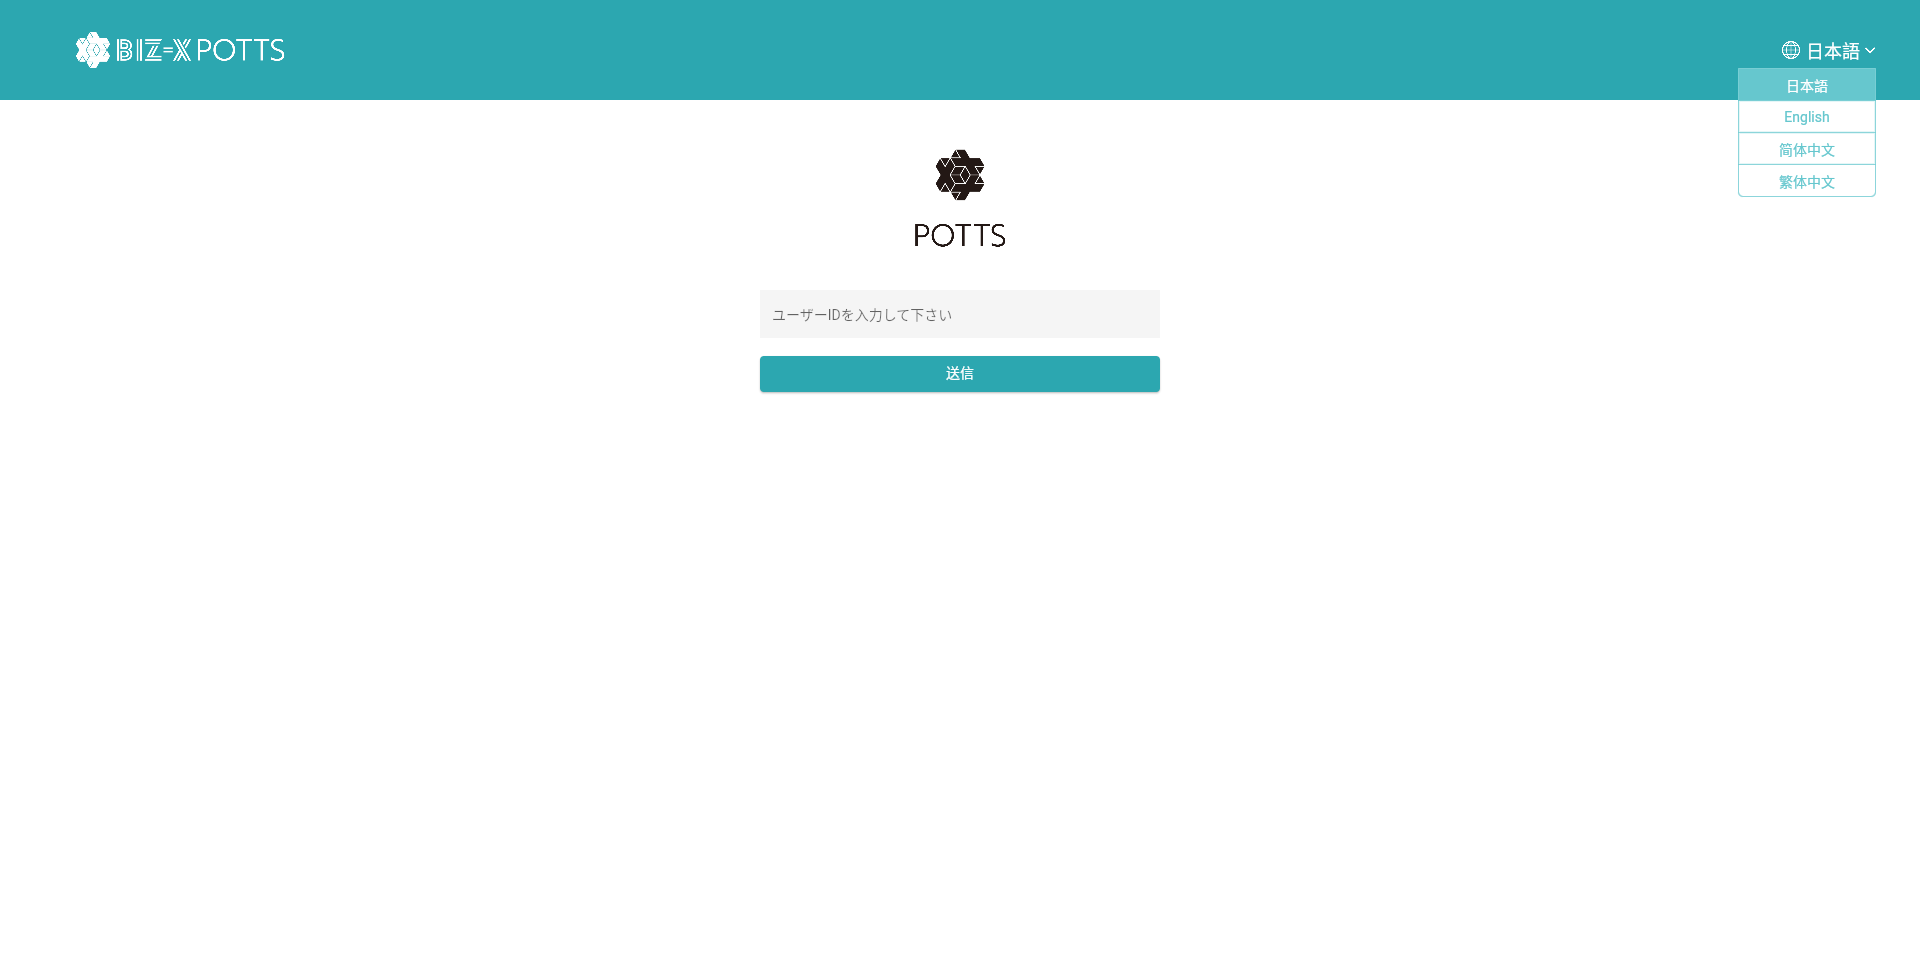 BIZ-X POTTS
日本語
日本語
English
简体中文
繁体中文
POTTS
ユーザーIDを入力して下さい
送信